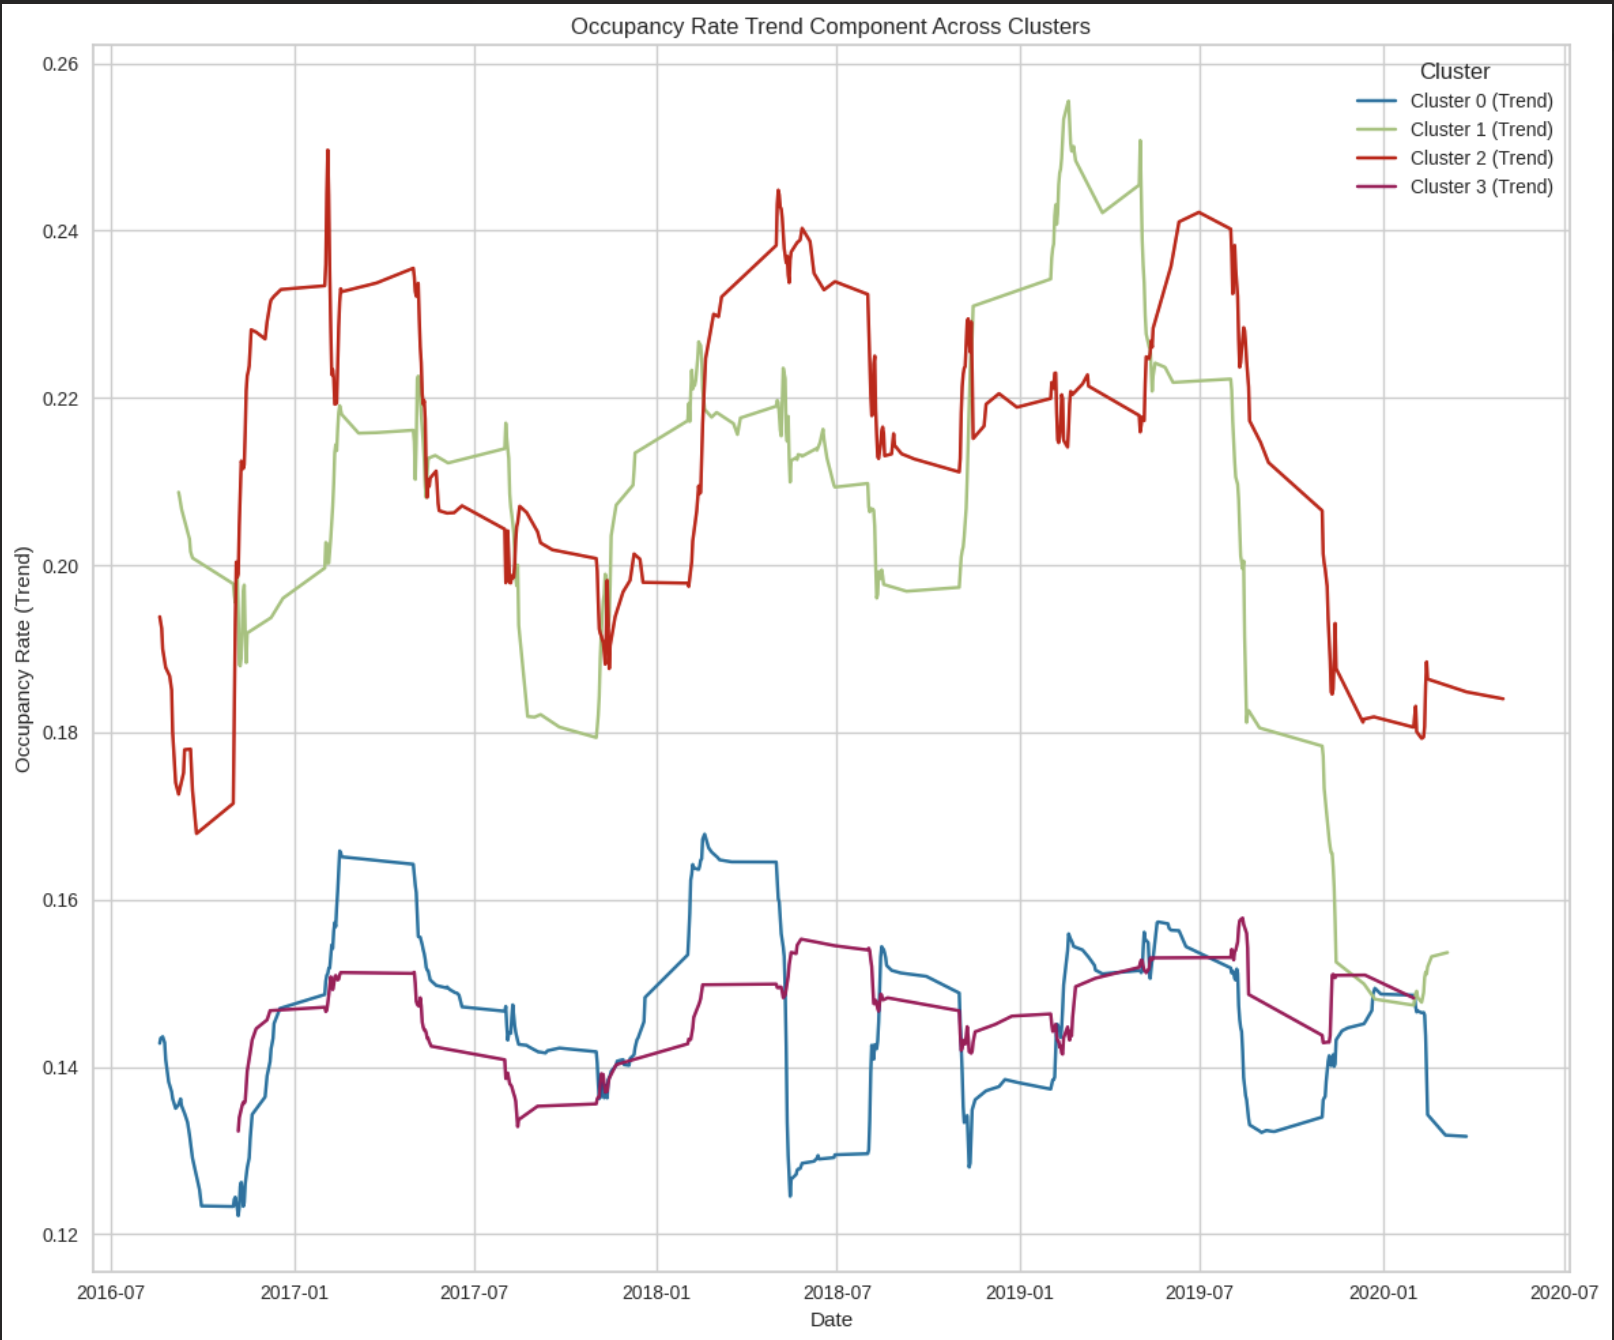 Occupancy Rate Trend Component Across Clusters
Cluster
Cluster 0 (Trend)
Cluster 1 (Trend)
Cluster 2 (Trend)
Cluster 3 (Trend)
Occupancy Rate (Trend)
0.26
0.24
0.22
0.20
0.18
0.16
0.14
0.12
2016-07 2017-01 2017-07 2018-01 2018-07 2019-01 2019-07 2020-01 2020-07
Date